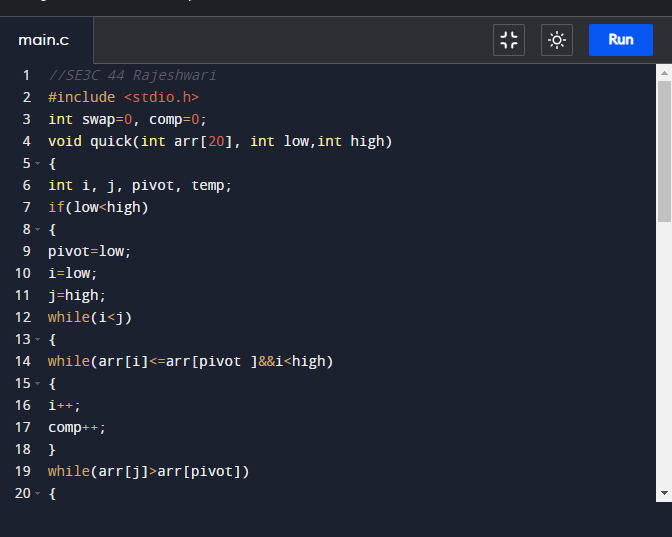 main.c
Run
1 //SE3C 44 Rajeshwari
2 #include <stdio.h>
3 int swap=0, comp=0;
4 void quick(int arr[20], int low,int high)
5 {
6 int i, j, pivot, temp;
7 if(low<high)
8 {
9 pivot=low;
10 i=low;
11 j=high;
12 while(i<j)
13 {
14 while(arr[i]<=arr[pivot ]&&i<high)
15 {
16 i++;
17 comp++;
18 }
19 while(arr[j]>arr[pivot])
20 {